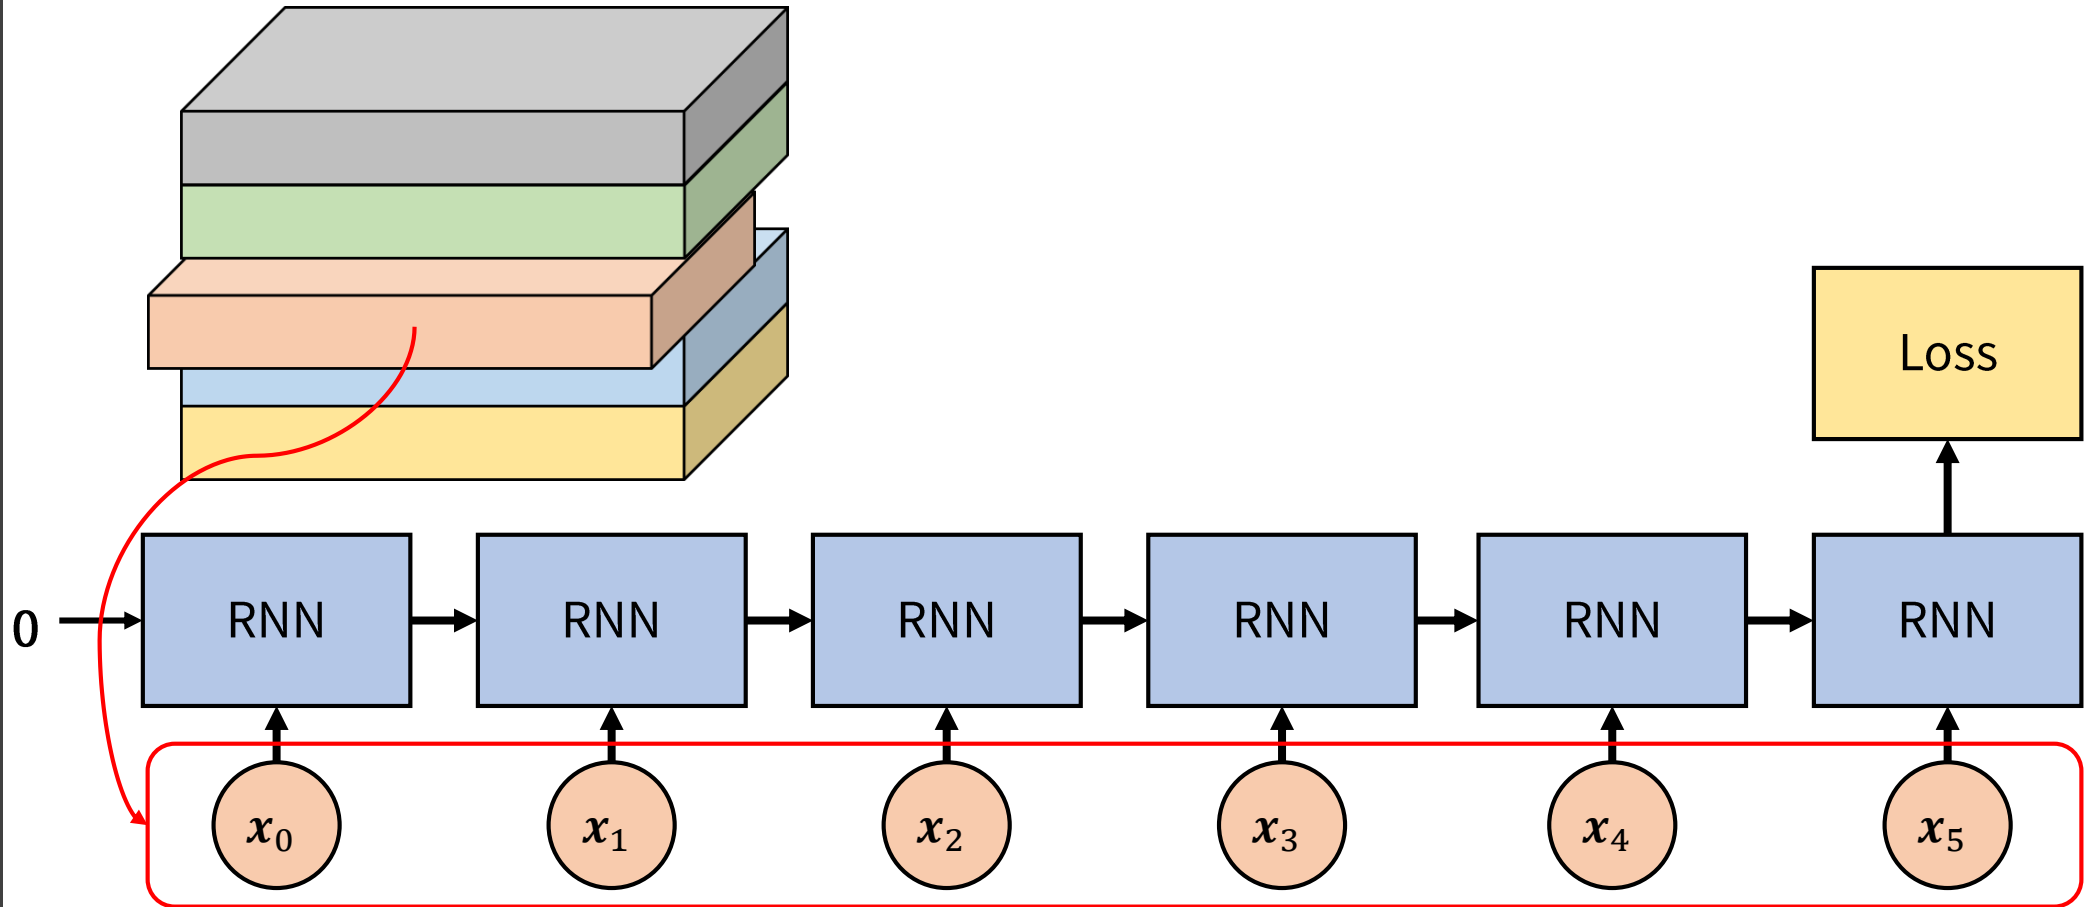 Loss
0 RNN RNN RNN RNN RNN RNN
x₀ x₁ x₂ x₃ x₄ x₅